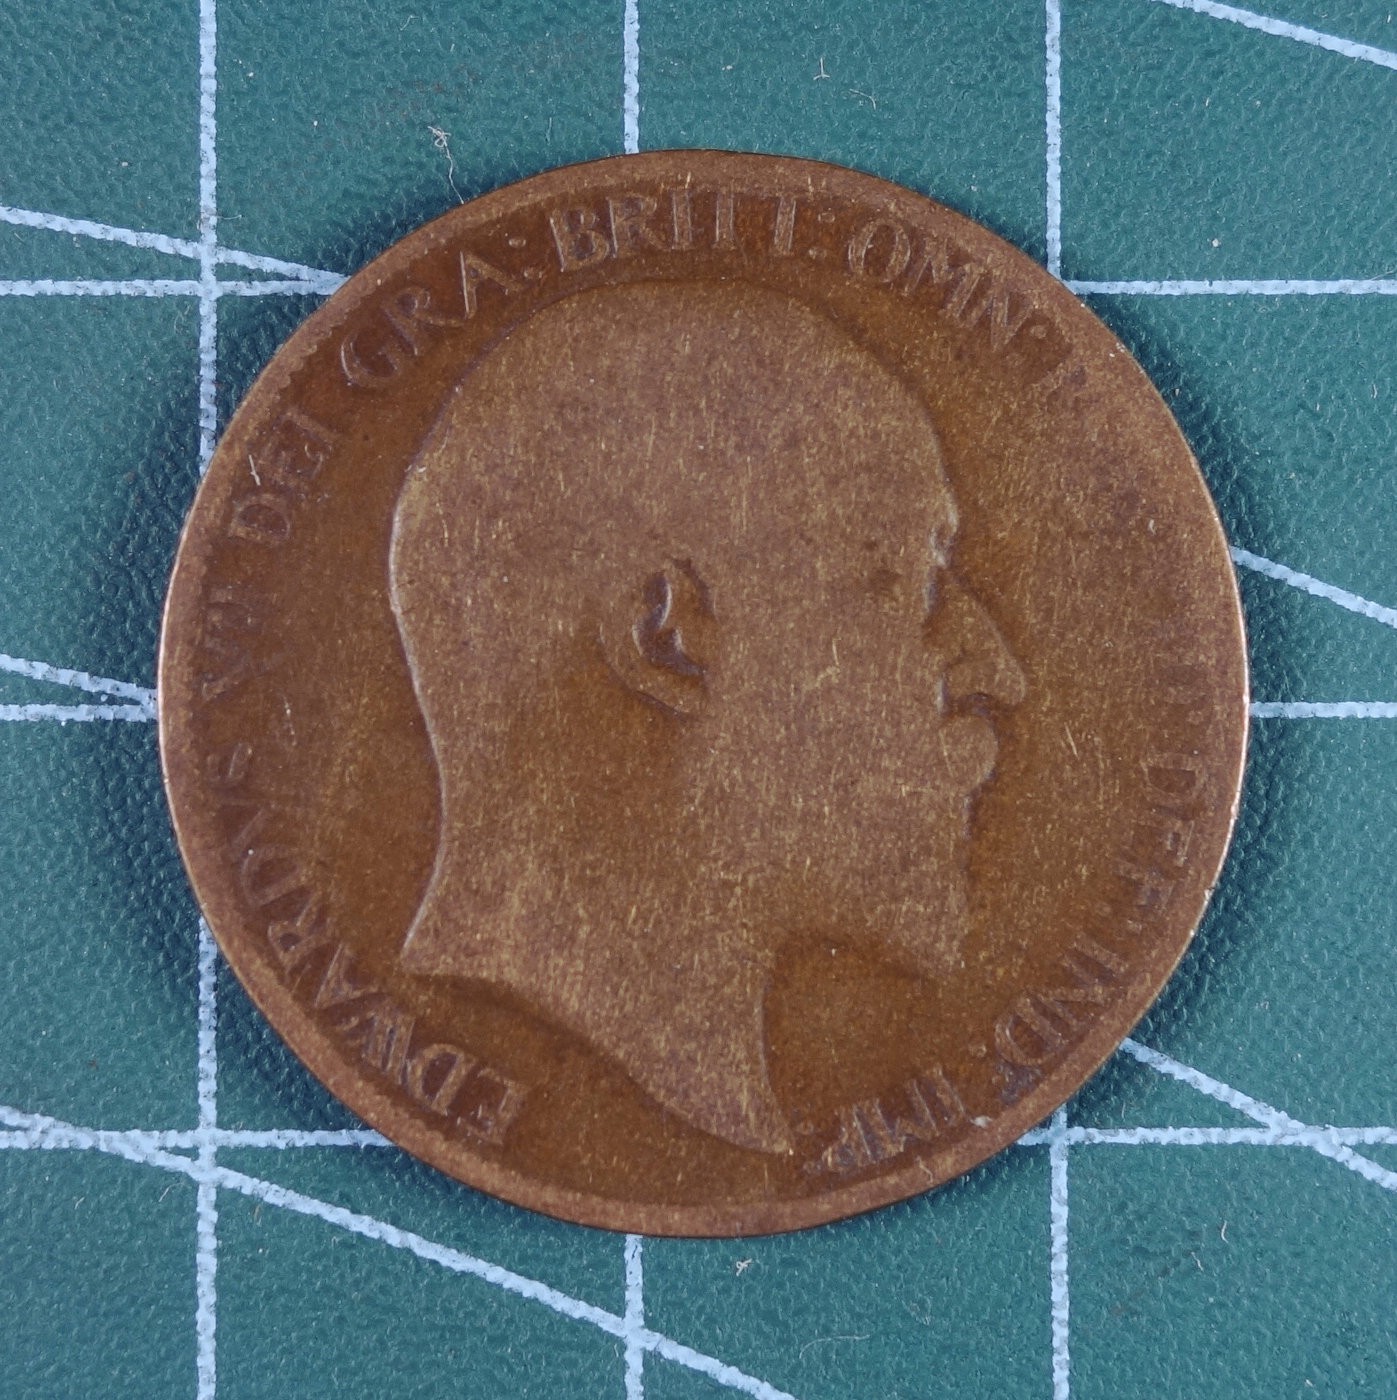 EDWARDVS VII DEI GRA: BRITT: OMN: DEF: IND: IMP: